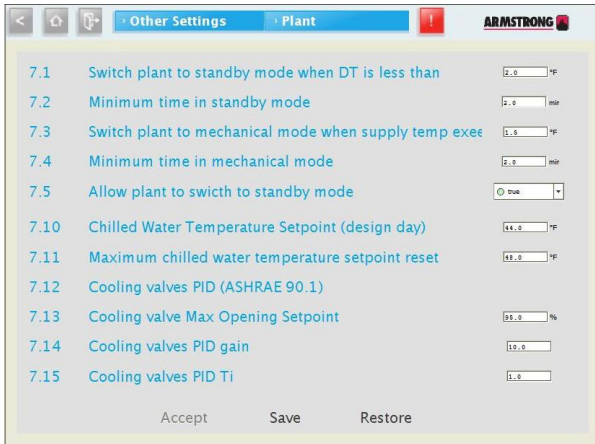 < › Other Settings › Plant ! ARMSTRONG
7.1 Switch plant to standby mode when DT is less than 2.0 °F
7.2 Minimum time in standby mode 2.0 mir
7.3 Switch plant to mechanical mode when supply temp exee 1.5 °F
7.4 Minimum time in mechanical mode 2.0 mir
7.5 Allow plant to swicth to standby mode true
7.10 Chilled Water Temperature Setpoint (design day) 44.0 °F
7.11 Maximum chilled water temperature setpoint reset 48.0 °F
7.12 Cooling valves PID (ASHRAE 90.1)
7.13 Cooling valve Max Opening Setpoint 95.0 %
7.14 Cooling valves PID gain 10.0
7.15 Cooling valves PID Ti 1.0
Accept Save Restore